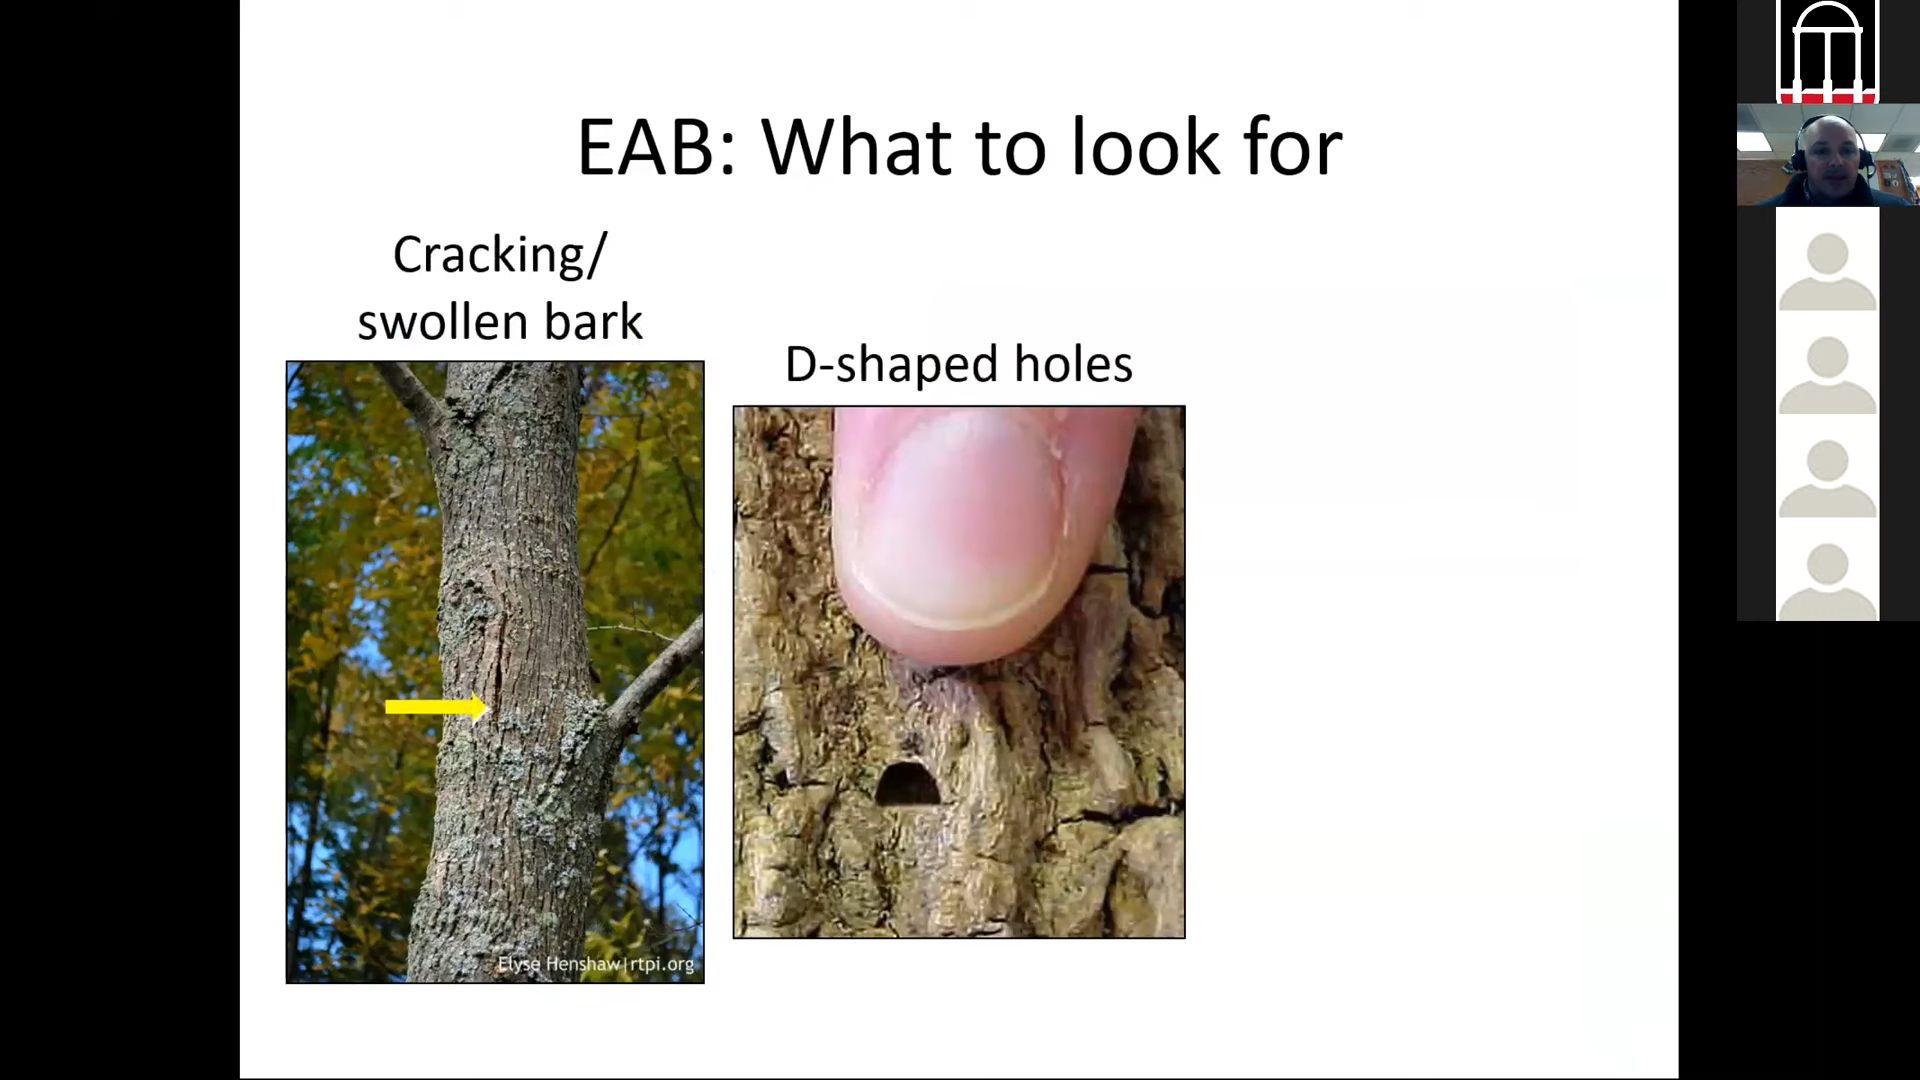 EAB: What to look for
Cracking/
swollen bark
D-shaped holes
Elyse Henshaw|rtpi.org